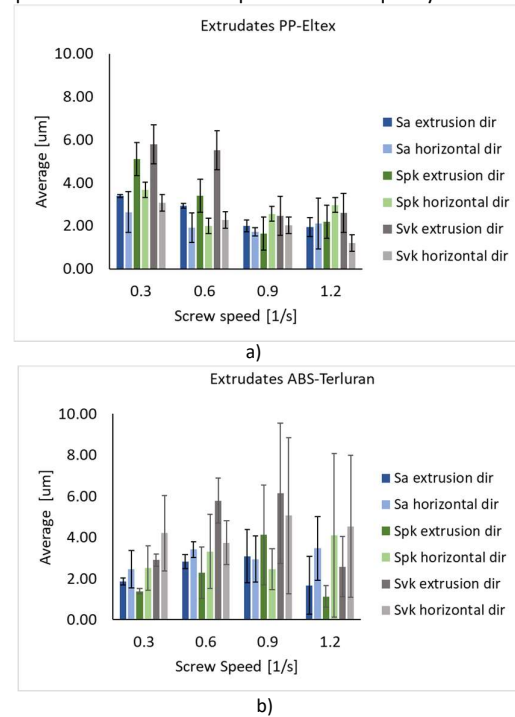 Extrudates PP-Eltex
10.00
8.00
6.00
4.00
2.00
0.00
Average [um]
0.3 0.6 0.9 1.2
Screw speed [1/s]
Sa extrusion dir
Sa horizontal dir
Spk extrusion dir
Spk horizontal dir
Svk extrusion dir
Svk horizontal dir
a)
Extrudates ABS-Terluran
10.00
8.00
6.00
4.00
2.00
0.00
Average [um]
0.3 0.6 0.9 1.2
Screw Speed [1/s]
Sa extrusion dir
Sa horizontal dir
Spk extrusion dir
Spk horizontal dir
Svk extrusion dir
Svk horizontal dir
b)